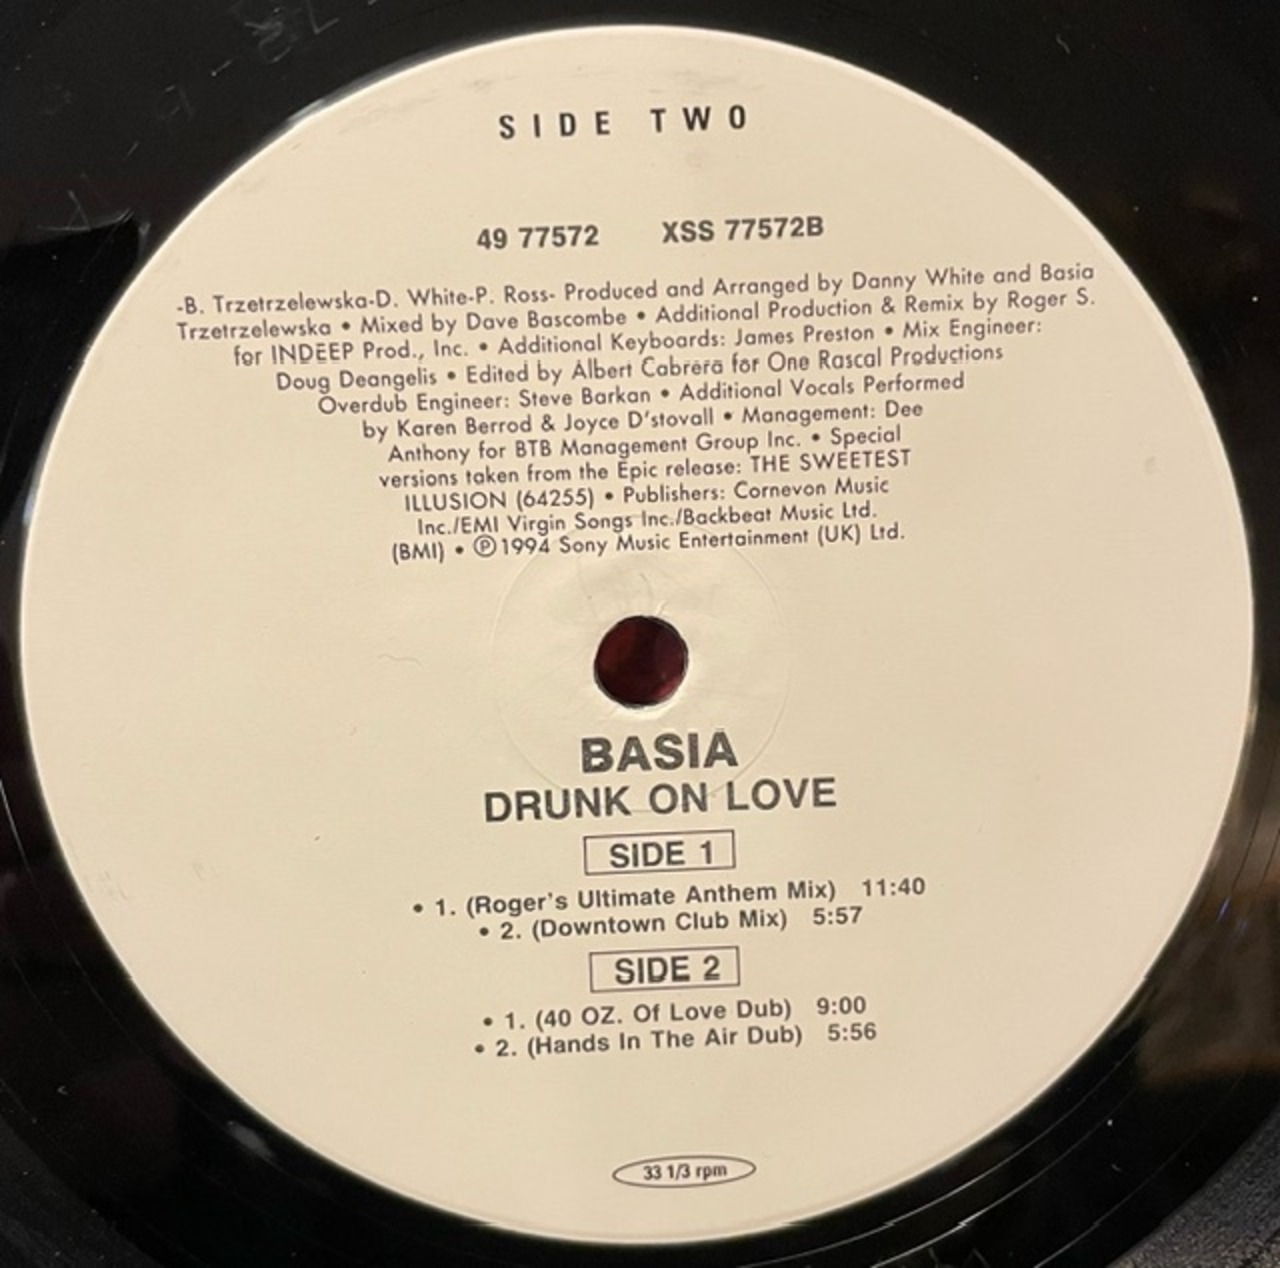 SIDE TWO
49 77572 XSS 77572B
-B. Trzetrzelewska-D. White-P. Ross- Produced and Arranged by Danny White and Basia
Trzetrzelewska • Mixed by Dave Bascombe • Additional Production & Remix by Roger S.
for INDEEP Prod., Inc. • Additional Keyboards: James Preston • Mix Engineer:
Doug Deangelis • Edited by Albert Cabrera for One Rascal Productions
Overdub Engineer: Steve Barkan • Additional Vocals Performed
by Karen Berrod & Joyce D'stovall • Management: Dee
Anthony for BTB Management Group Inc. • Special
versions taken from the Epic release: THE SWEETEST
ILLUSION (64255) • Publishers: Cornevon Music
Inc./EMI Virgin Songs Inc./Backbeat Music Ltd.
(BMI) • ℗1994 Sony Music Entertainment (UK) Ltd.
BASIA
DRUNK ON LOVE
SIDE 1
• 1. (Roger's Ultimate Anthem Mix) 11:40
• 2. (Downtown Club Mix) 5:57
SIDE 2
• 1. (40 OZ. Of Love Dub) 9:00
• 2. (Hands In The Air Dub) 5:56
33 1/3 rpm